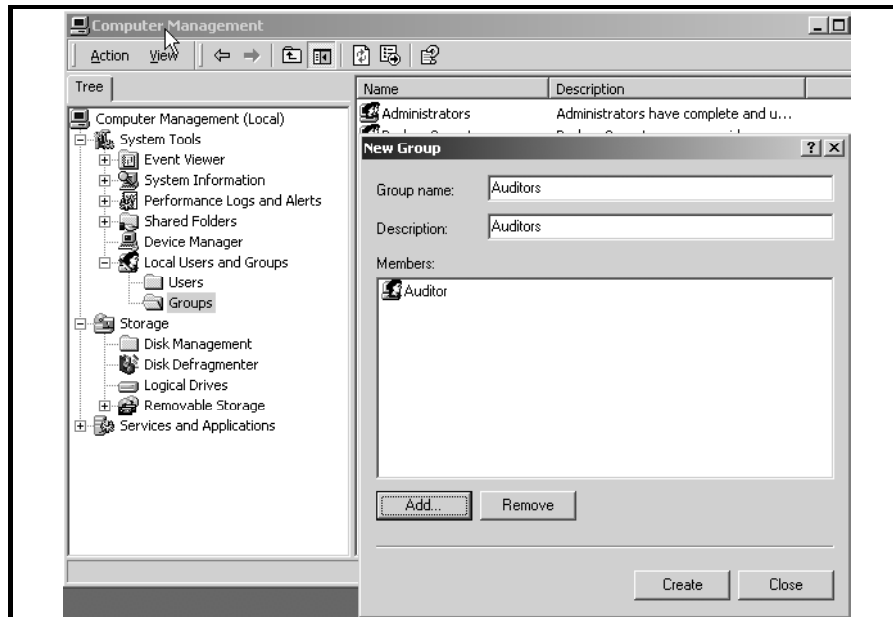 Computer Management
Action View
Tree
Name Description
Computer Management (Local)
System Tools
Event Viewer
System Information
Performance Logs and Alerts
Shared Folders
Device Manager
Local Users and Groups
Users
Groups
Storage
Disk Management
Disk Defragmenter
Logical Drives
Removable Storage
Services and Applications
Administrators Administrators have complete and u...
New Group
Group name: Auditors
Description: Auditors
Members:
Auditor
Add... Remove
Create Close